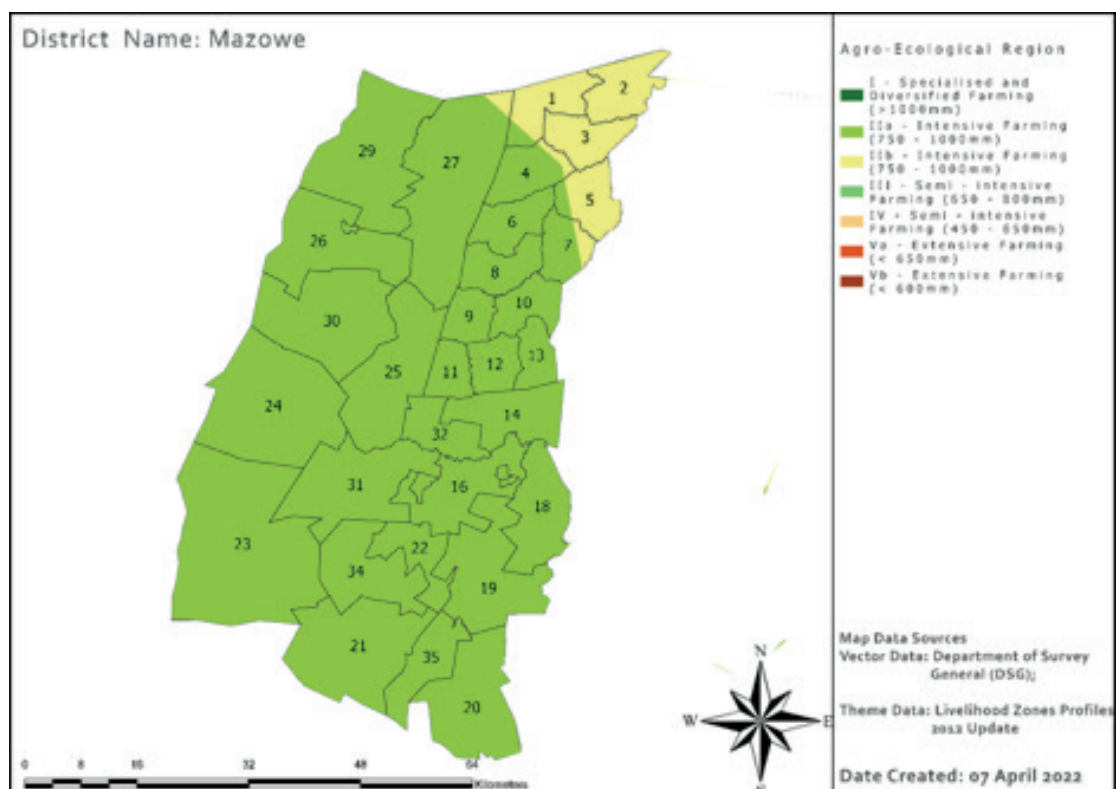 District Name: Mazowe
Agro-Ecological Region
I - Specialised and
Diversified Farming
(>1000mm)
IIa - Intensive Farming
(750 - 1000mm)
IIb - Intensive Farming
(750 - 1000mm)
III - Semi - Intensive
Farming (650 - 800mm)
IV - Semi - Intensive
Farming (450 - 650mm)
Va - Extensive Farming
(< 650mm)
Vb - Extensive Farming
(< 600mm)
2
1
3
29
27
4
5
6
26
7
8
10
9
30
13
12
11
25
24
14
32
31
16
18
23
22
34
19
21
35
20
Map Data Sources
Vector Data: Department of Survey
General (DSG);
Theme Data: Livelihood Zones Profiles
2012 Update
Date Created: 07 April 2022
N
W
E
S
0 8 16 32 48 64
Kilometres